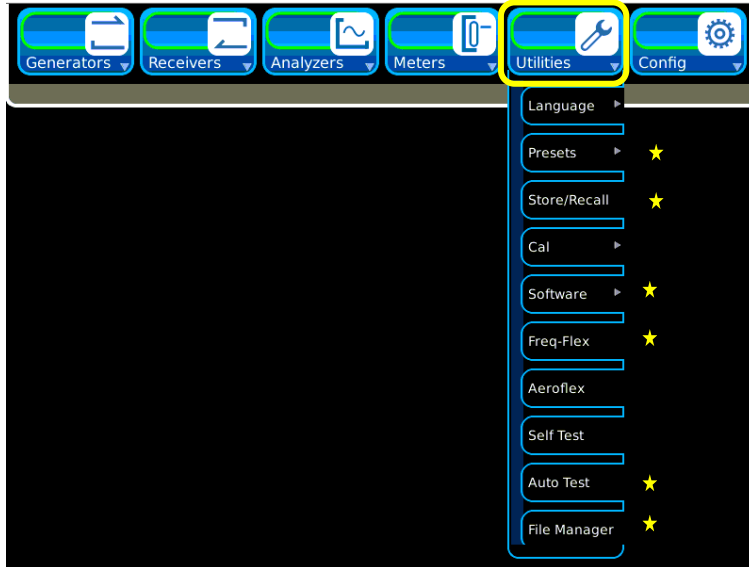 Generators
Receivers
Analyzers
Meters
Utilities
Config
Language
Presets
Store/Recall
Cal
Software
Freq-Flex
Aeroflex
Self Test
Auto Test
File Manager